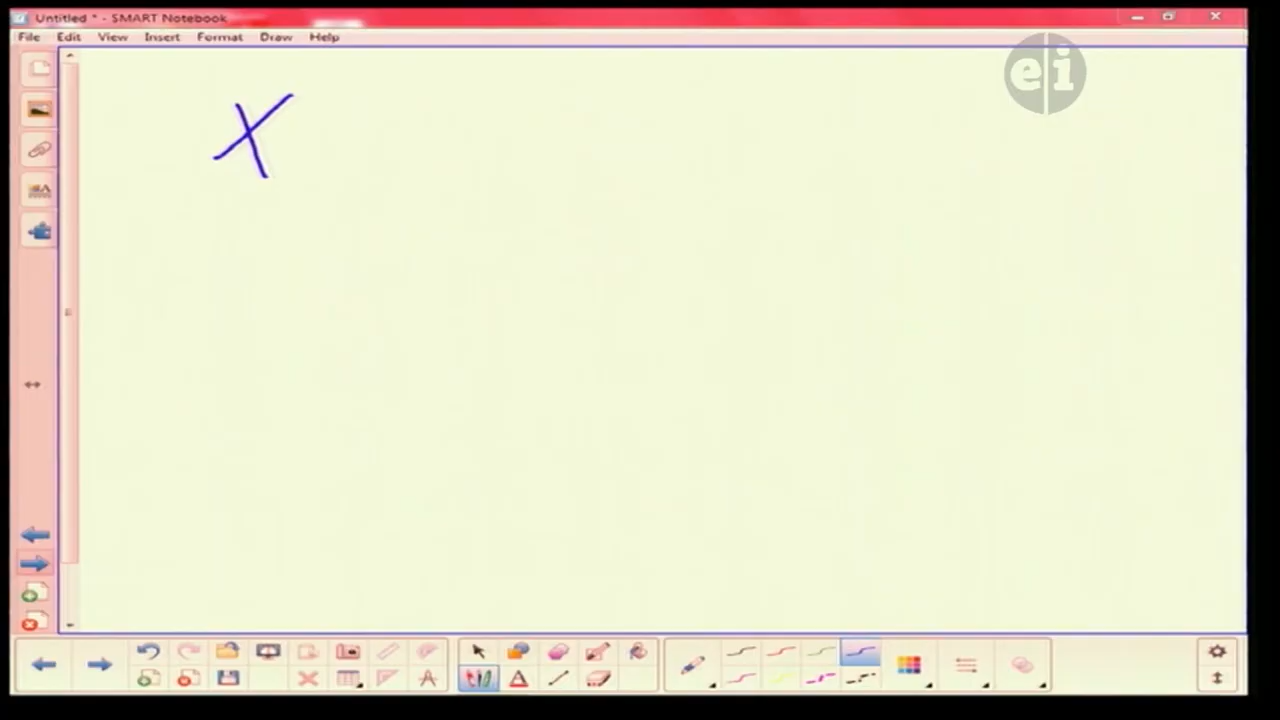 Untitled * - SMART Notebook
File Edit View Insert Format Draw Help
ei
X